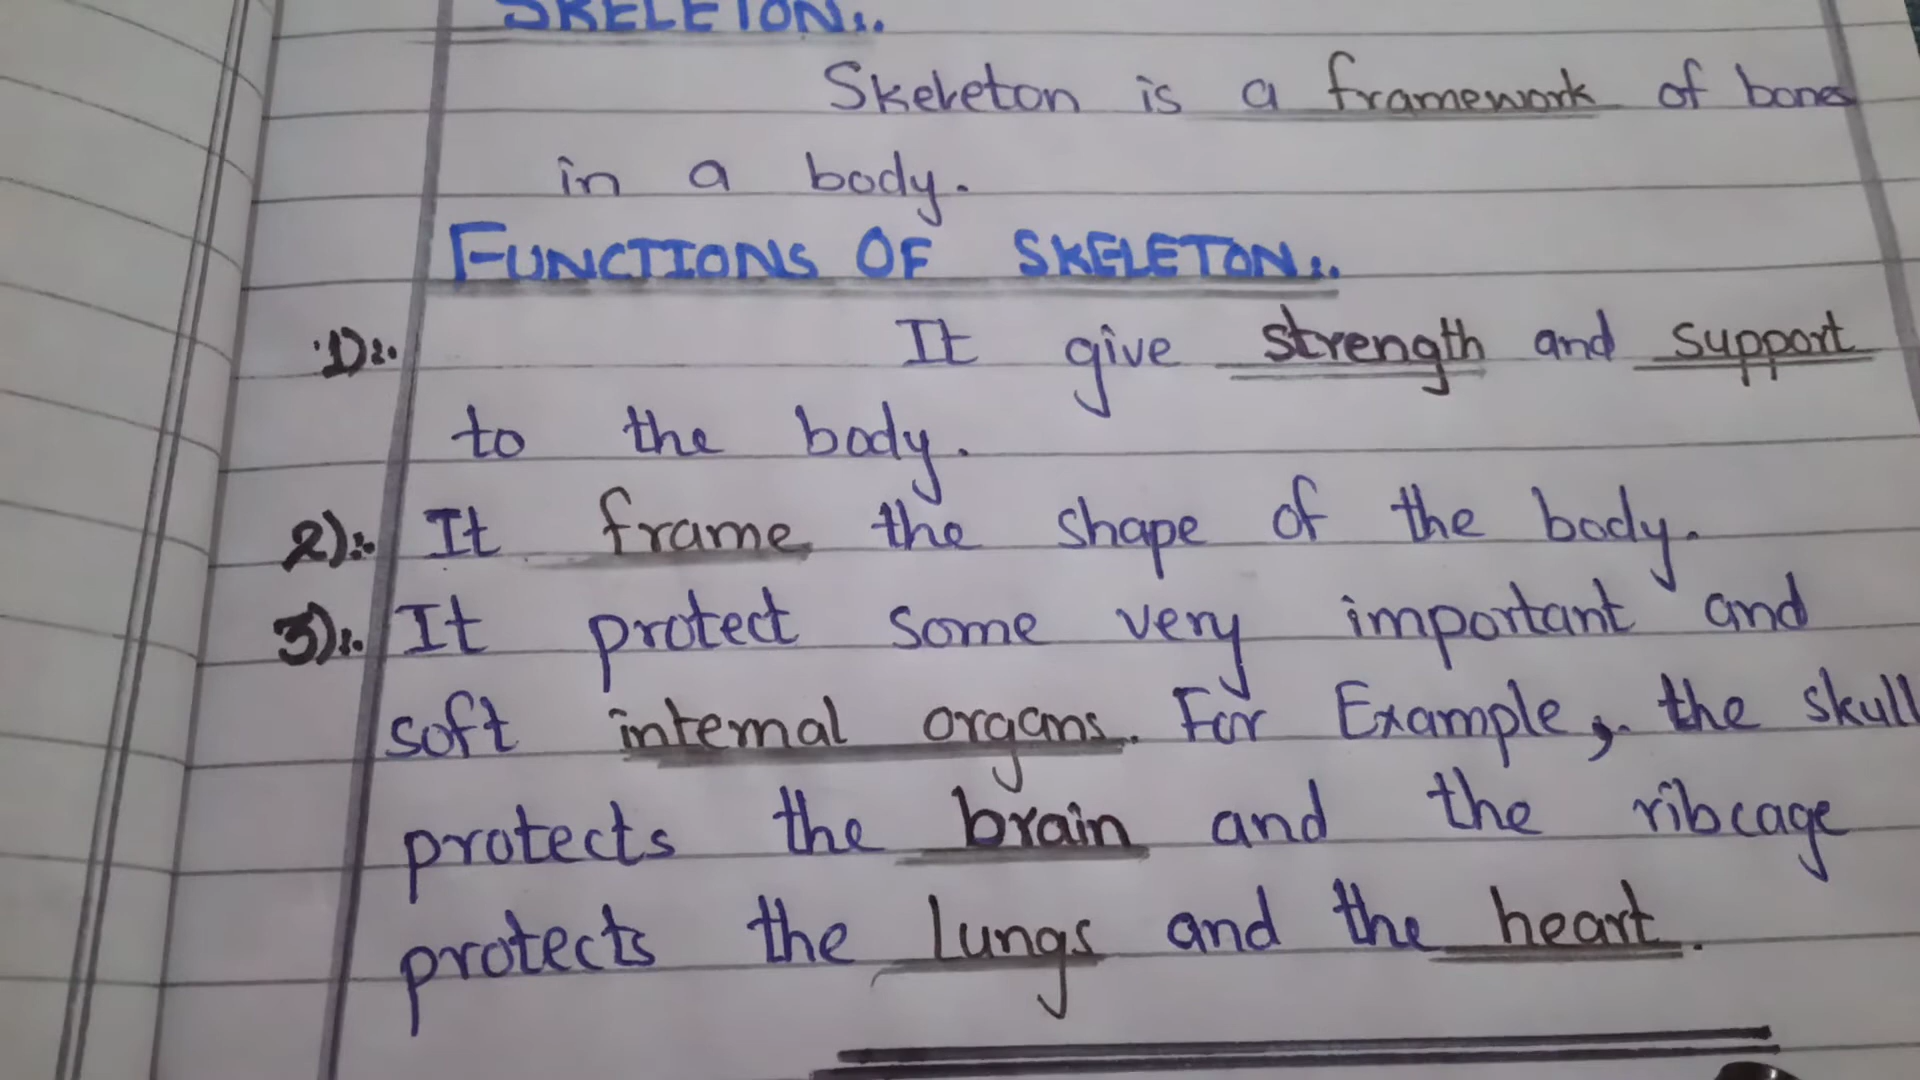 SKELETON:.
Skeleton is a framework of bones
in a body.
FUNCTIONS OF SKELETON:.
1):. It give strength and support
to the body.
2):. It frame the shape of the body.
3):. It protect some very important and
soft internal organs. For Example, the skull
protects the brain and the ribcage
protects the lungs and the heart.